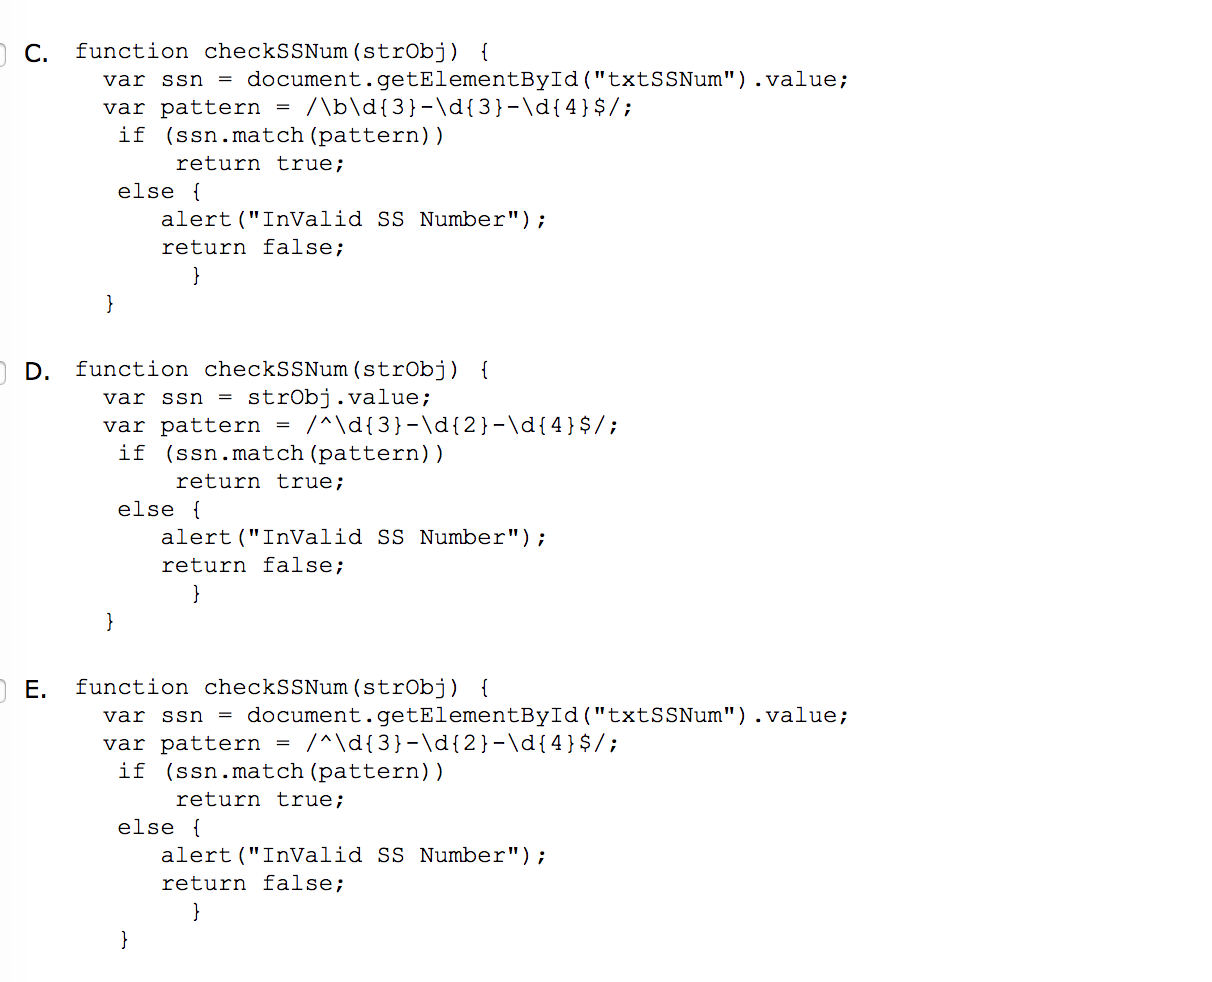 C. function checkSSNum(strObj) {
var ssn = document.getElementById("txtSSNum").value;
var pattern = /\b\d{3}-\d{3}-\d{4}$/;
if (ssn.match(pattern))
return true;
else {
alert("InValid SS Number");
return false;
}
}
D. function checkSSNum(strObj) {
var ssn = strObj.value;
var pattern = /^\d{3}-\d{2}-\d{4}$/;
if (ssn.match(pattern))
return true;
else {
alert("InValid SS Number");
return false;
}
}
E. function checkSSNum(strObj) {
var ssn = document.getElementById("txtSSNum").value;
var pattern = /^\d{3}-\d{2}-\d{4}$/;
if (ssn.match(pattern))
return true;
else {
alert("InValid SS Number");
return false;
}
}